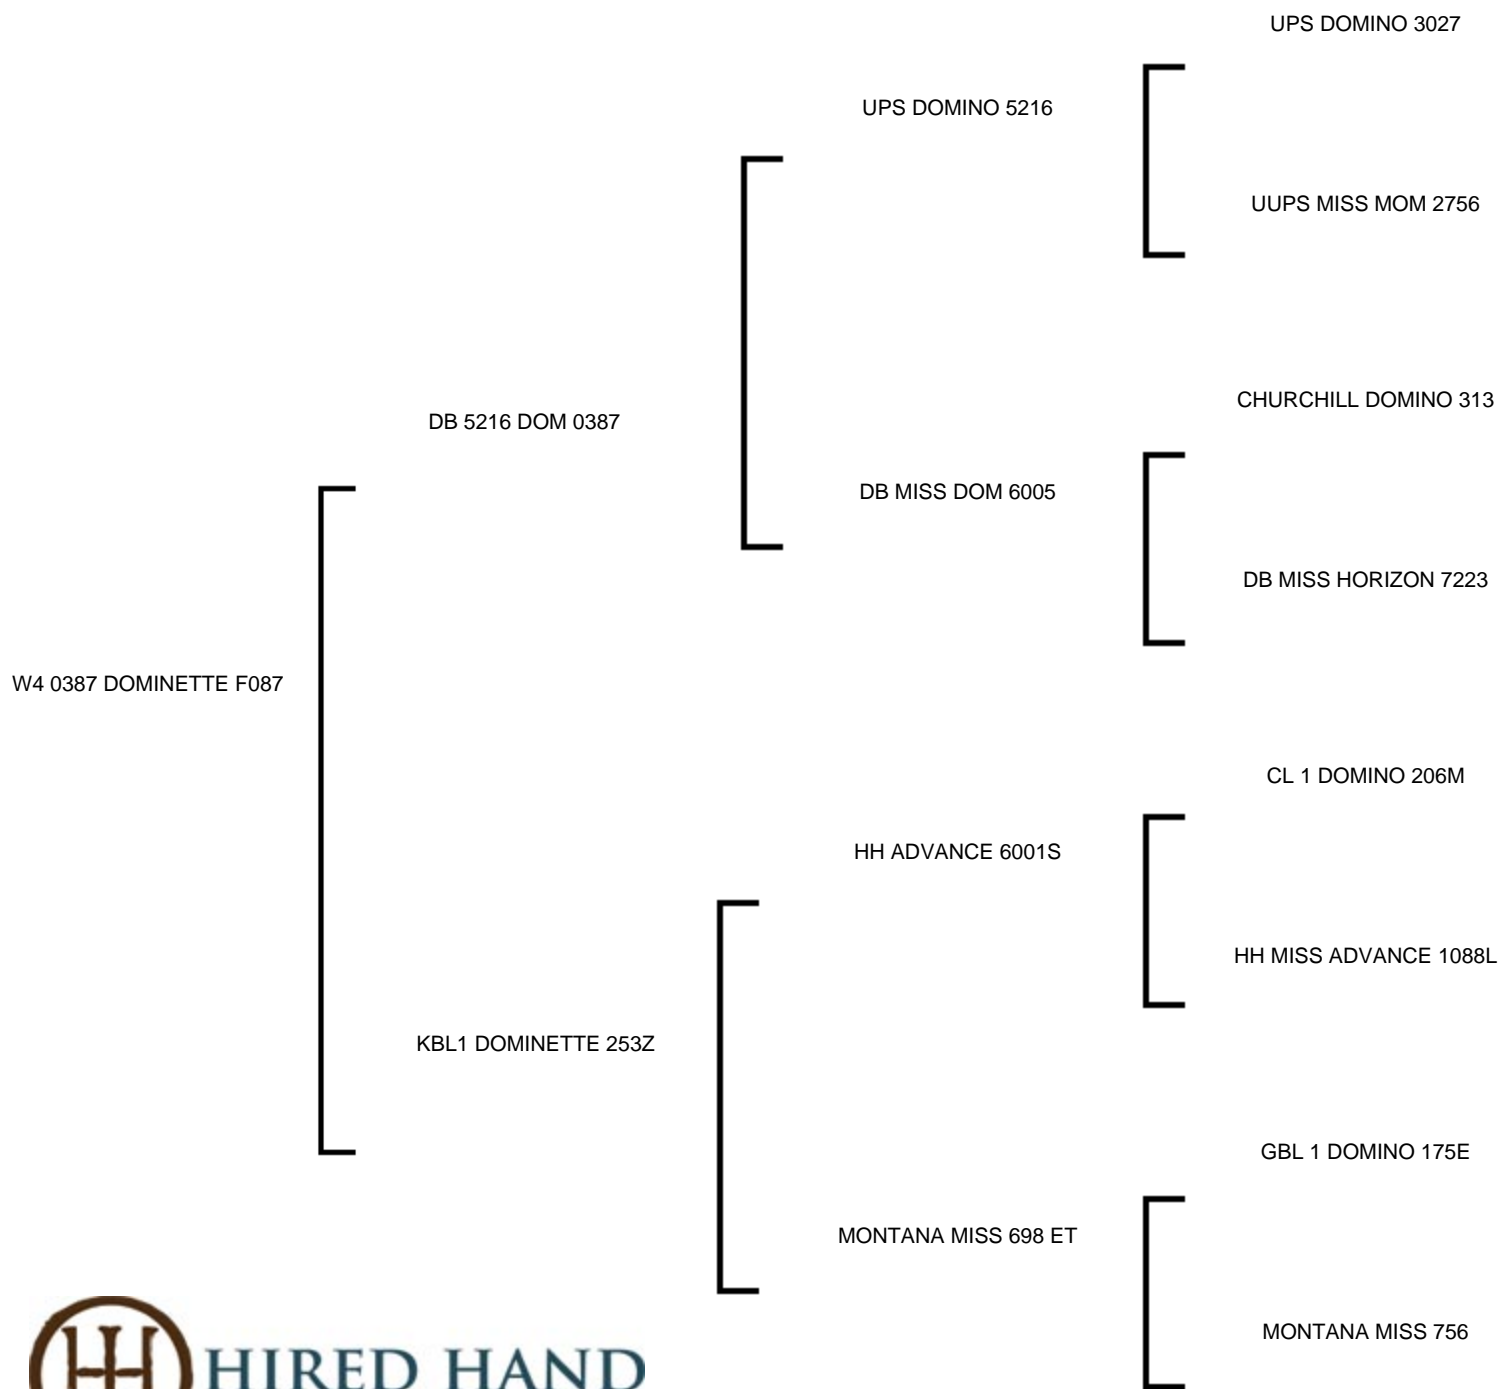 UPS DOMINO 3027
UPS DOMINO 5216
UUPS MISS MOM 2756
CHURCHILL DOMINO 313
DB 5216 DOM 0387
DB MISS DOM 6005
DB MISS HORIZON 7223
W4 0387 DOMINETTE F087
CL 1 DOMINO 206M
HH ADVANCE 6001S
HH MISS ADVANCE 1088L
KBL1 DOMINETTE 253Z
GBL 1 DOMINO 175E
MONTANA MISS 698 ET
MONTANA MISS 756
HIRED HAND